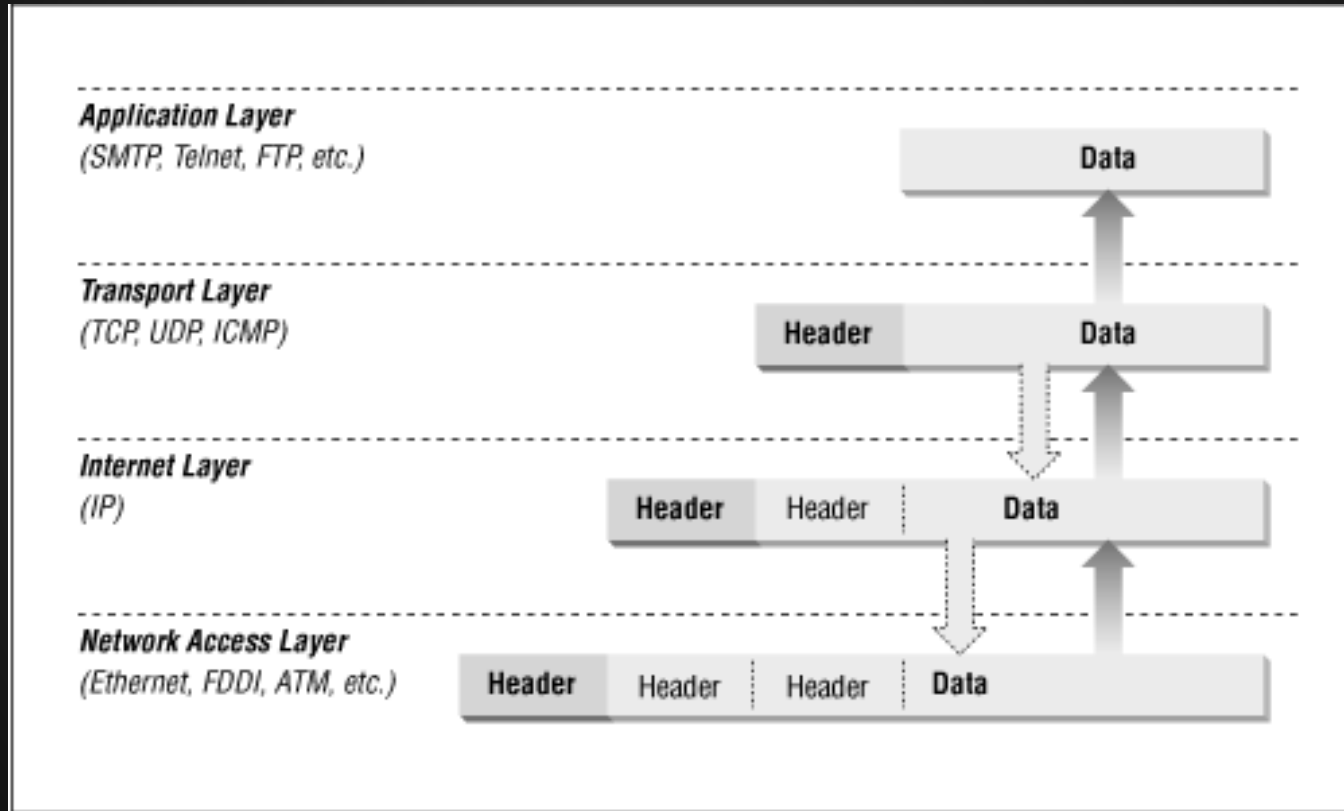 Application Layer
(SMTP, Telnet, FTP, etc.)
Data
Transport Layer
(TCP, UDP, ICMP)
Header Data
Internet Layer
(IP)
Header Header Data
Network Access Layer
(Ethernet, FDDI, ATM, etc.)
Header Header Header Data